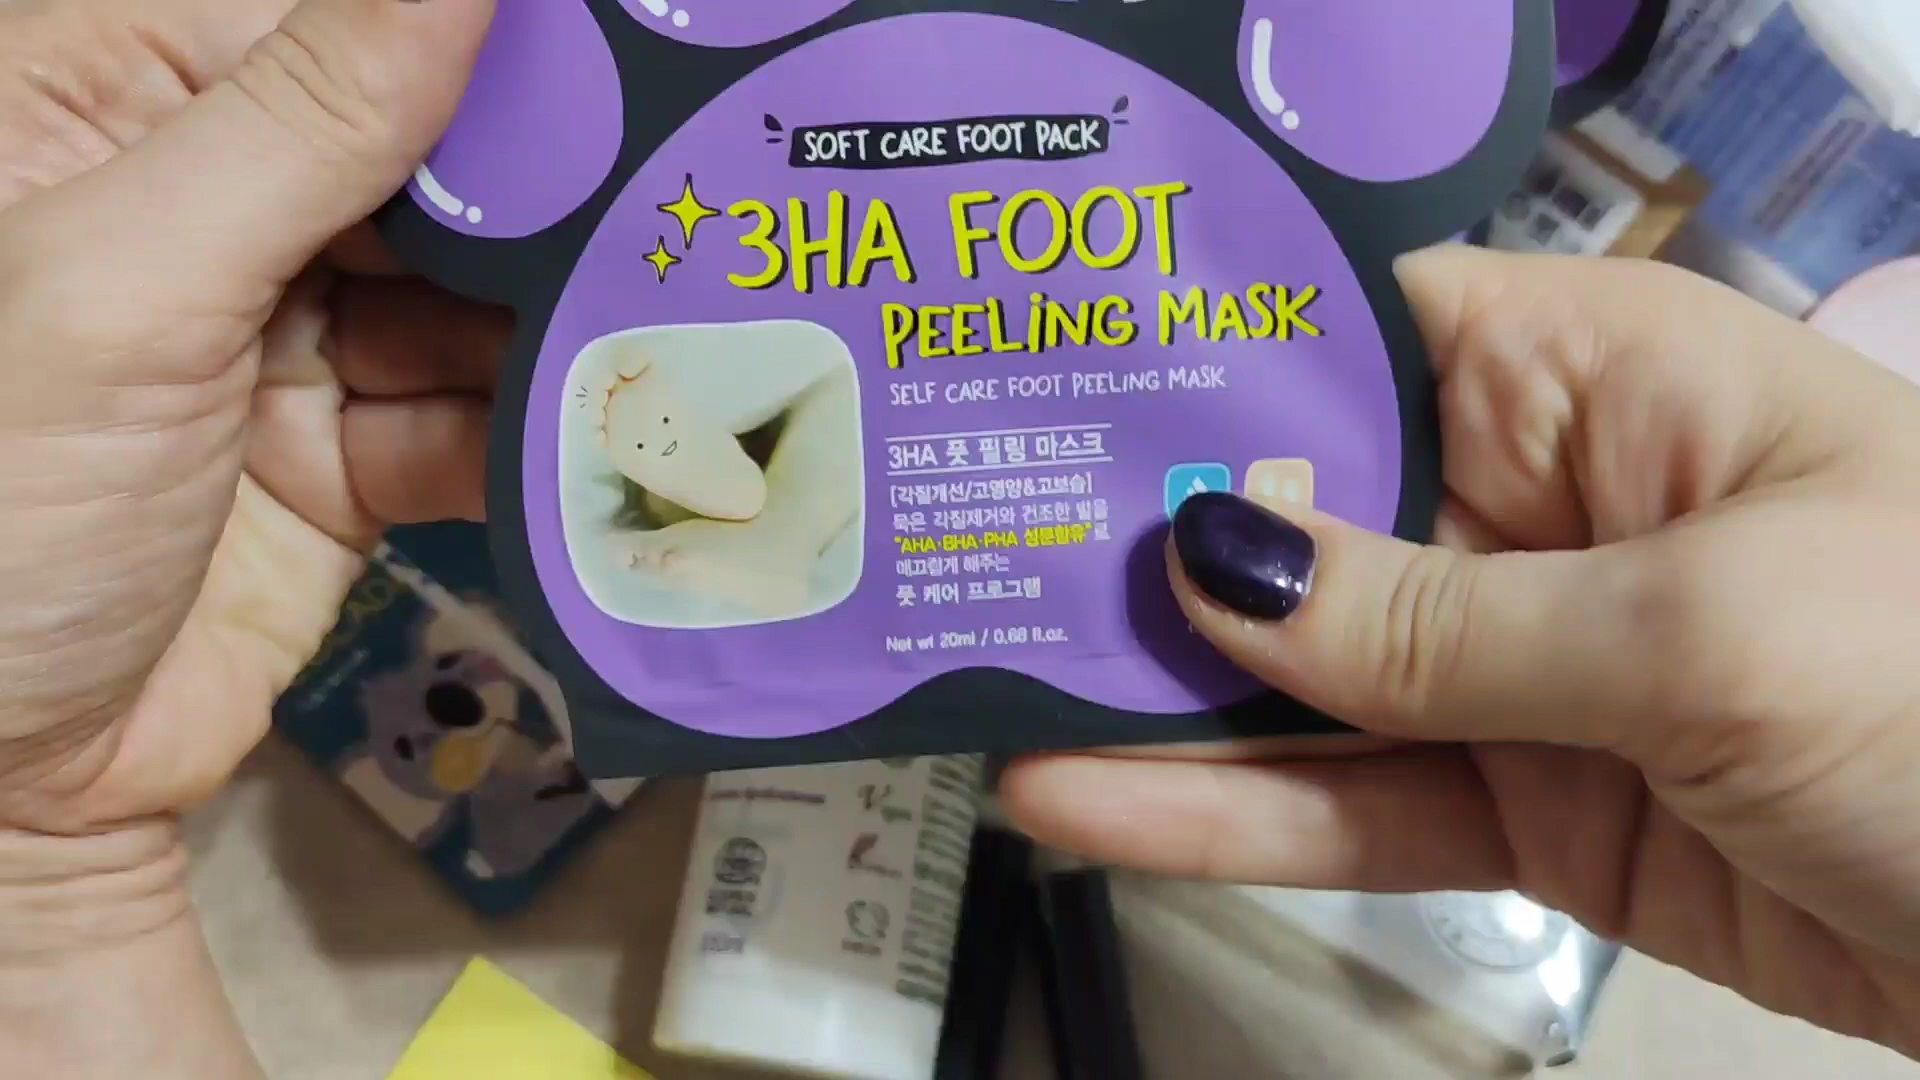 SOFT CARE FOOT PACK
3HA FOOT
PEELING MASK
SELF CARE FOOT PEELING MASK
3HA 풋 필링 마스크
[각질개선/고영양&고보습]
묵은 각질제거와 건조한 발을
"AHA·BHA·PHA 성분함유"로
매끄럽게 해주는
풋 케어 프로그램
Net wt 20ml / 0.68 fl.oz.